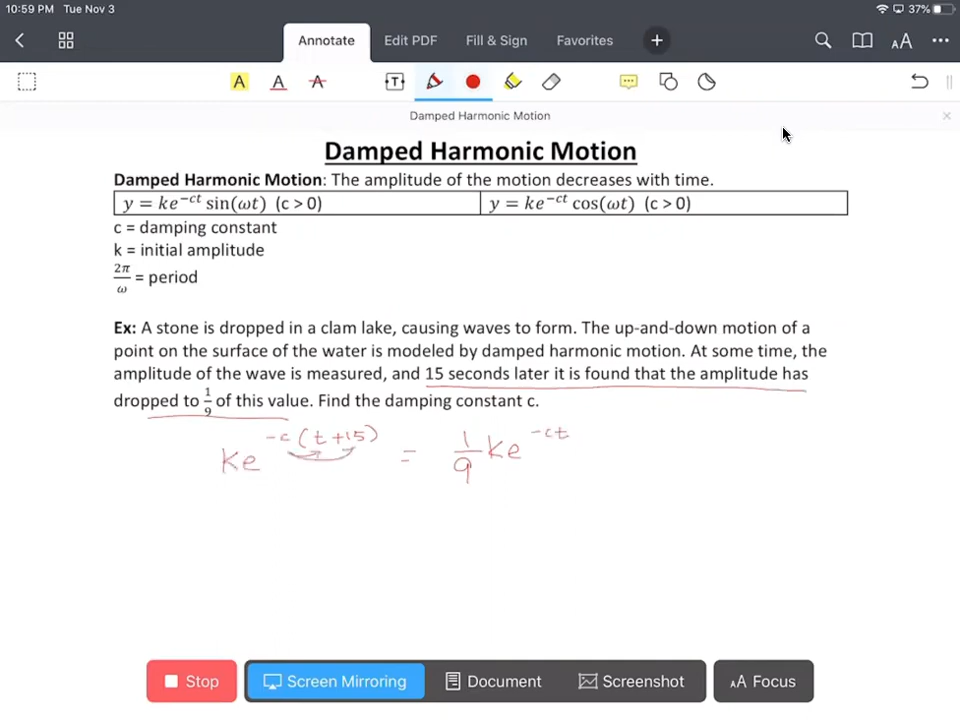 10:59 PM Tue Nov 3 37%
Annotate Edit PDF Fill & Sign Favorites
A A A T
Damped Harmonic Motion
Damped Harmonic Motion
Damped Harmonic Motion: The amplitude of the motion decreases with time.
y = ke^{-ct} sin(ωt) (c > 0) y = ke^{-ct} cos(ωt) (c > 0)
c = damping constant
k = initial amplitude
2π/ω = period
Ex: A stone is dropped in a clam lake, causing waves to form. The up-and-down motion of a
point on the surface of the water is modeled by damped harmonic motion. At some time, the
amplitude of the wave is measured, and 15 seconds later it is found that the amplitude has
dropped to 1/9 of this value. Find the damping constant c.
ke^{-c(t+15)} = 1/9 ke^{-ct}
Stop Screen Mirroring Document Screenshot AA Focus